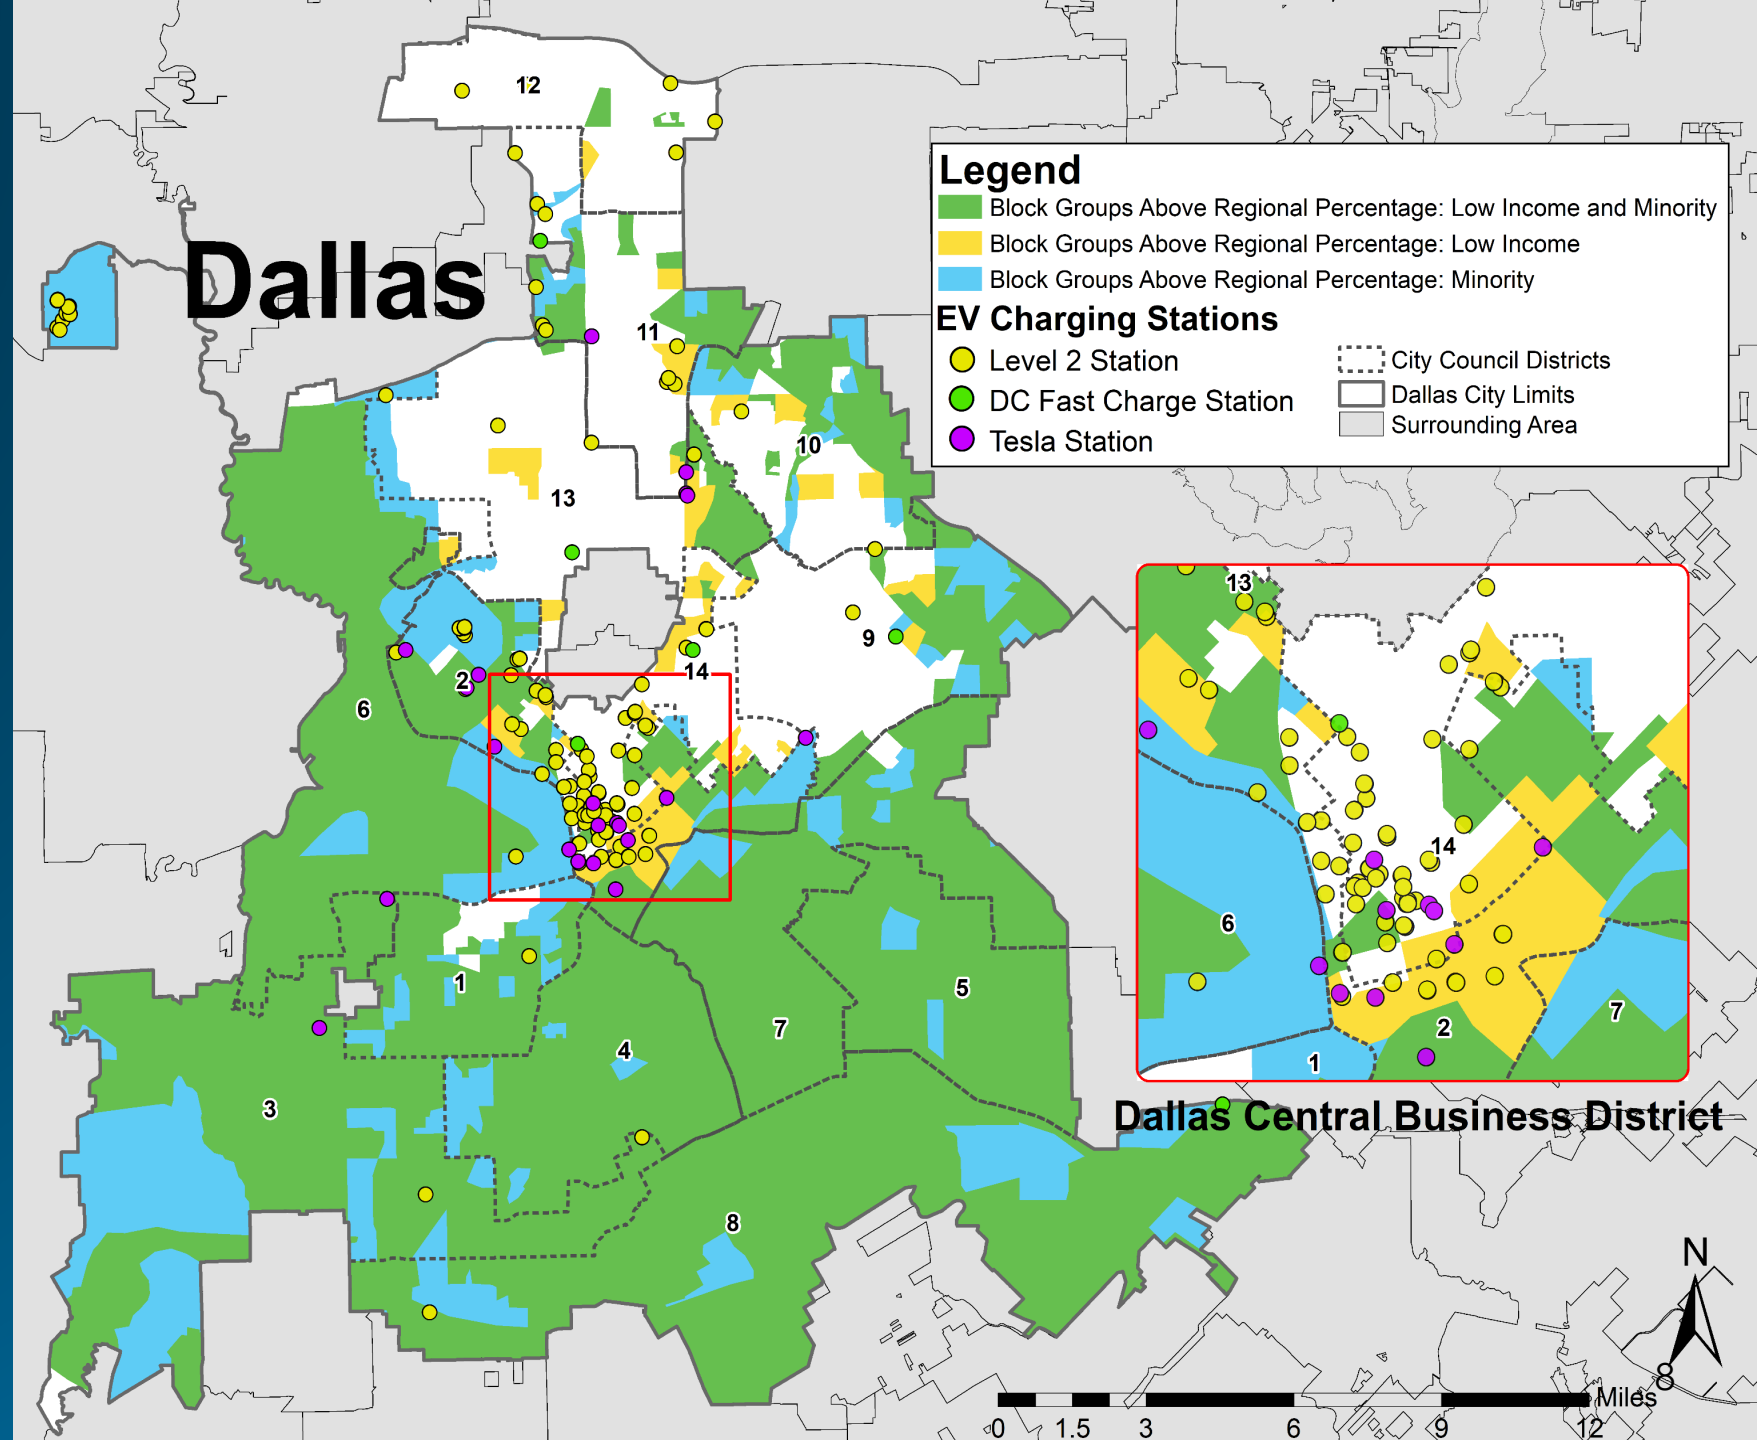 12
Legend
Block Groups Above Regional Percentage: Low Income and Minority
Block Groups Above Regional Percentage: Low Income
Block Groups Above Regional Percentage: Minority
EV Charging Stations
Level 2 Station
DC Fast Charge Station
Tesla Station
City Council Districts
Dallas City Limits
Surrounding Area
Dallas
11
10
13
9
14
2
6
1
5
7
4
3
8
13
14
6
2
7
1
Dallas Central Business District
N
8
Miles
0 1.5 3 6 9 12